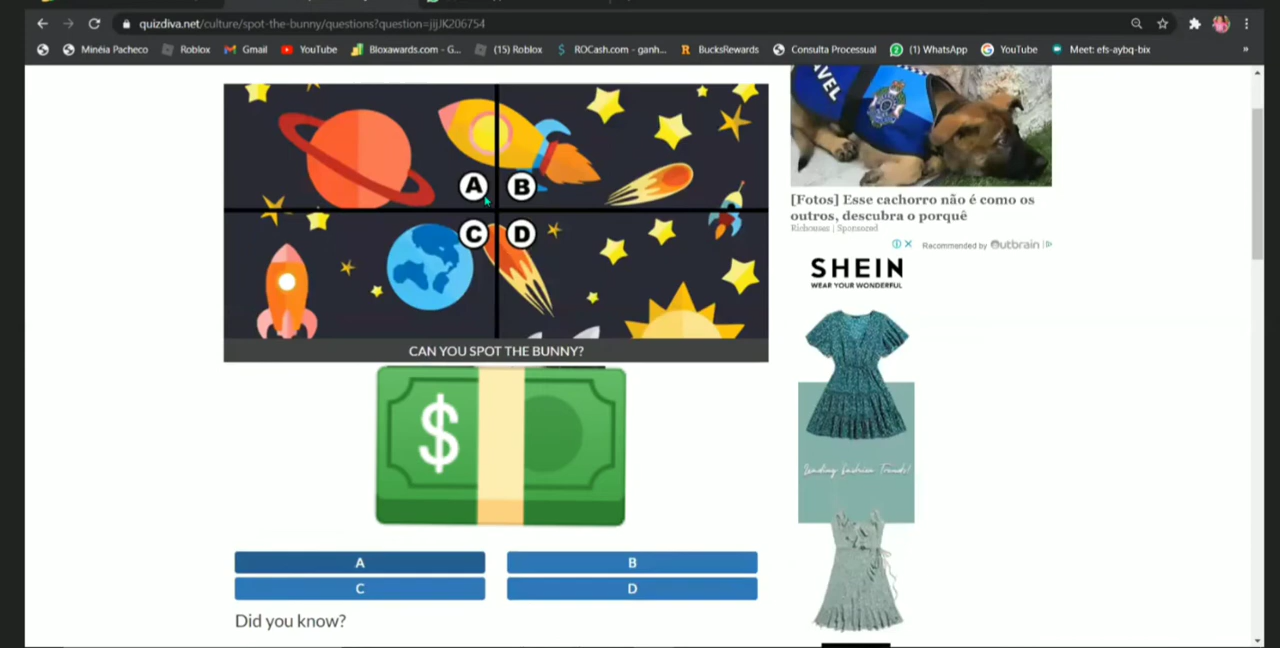 quizdiva.net/culture/spot-the-bunny/questions?question=jijJK206754
Minéia Pacheco Roblox Gmail YouTube Bloxawards.com - G... (15) Roblox ROCash.com - ganh... BucksRewards Consulta Processual (1) WhatsApp YouTube Meet: efs-aybq-bix »
A B
C D
CAN YOU SPOT THE BUNNY?
$
A B
C D
Did you know?
[Fotos] Esse cachorro não é como os
outros, descubra o porquê
Richouses | Sponsored
Recommended by Outbrain
SHEIN
WEAR YOUR WONDERFUL